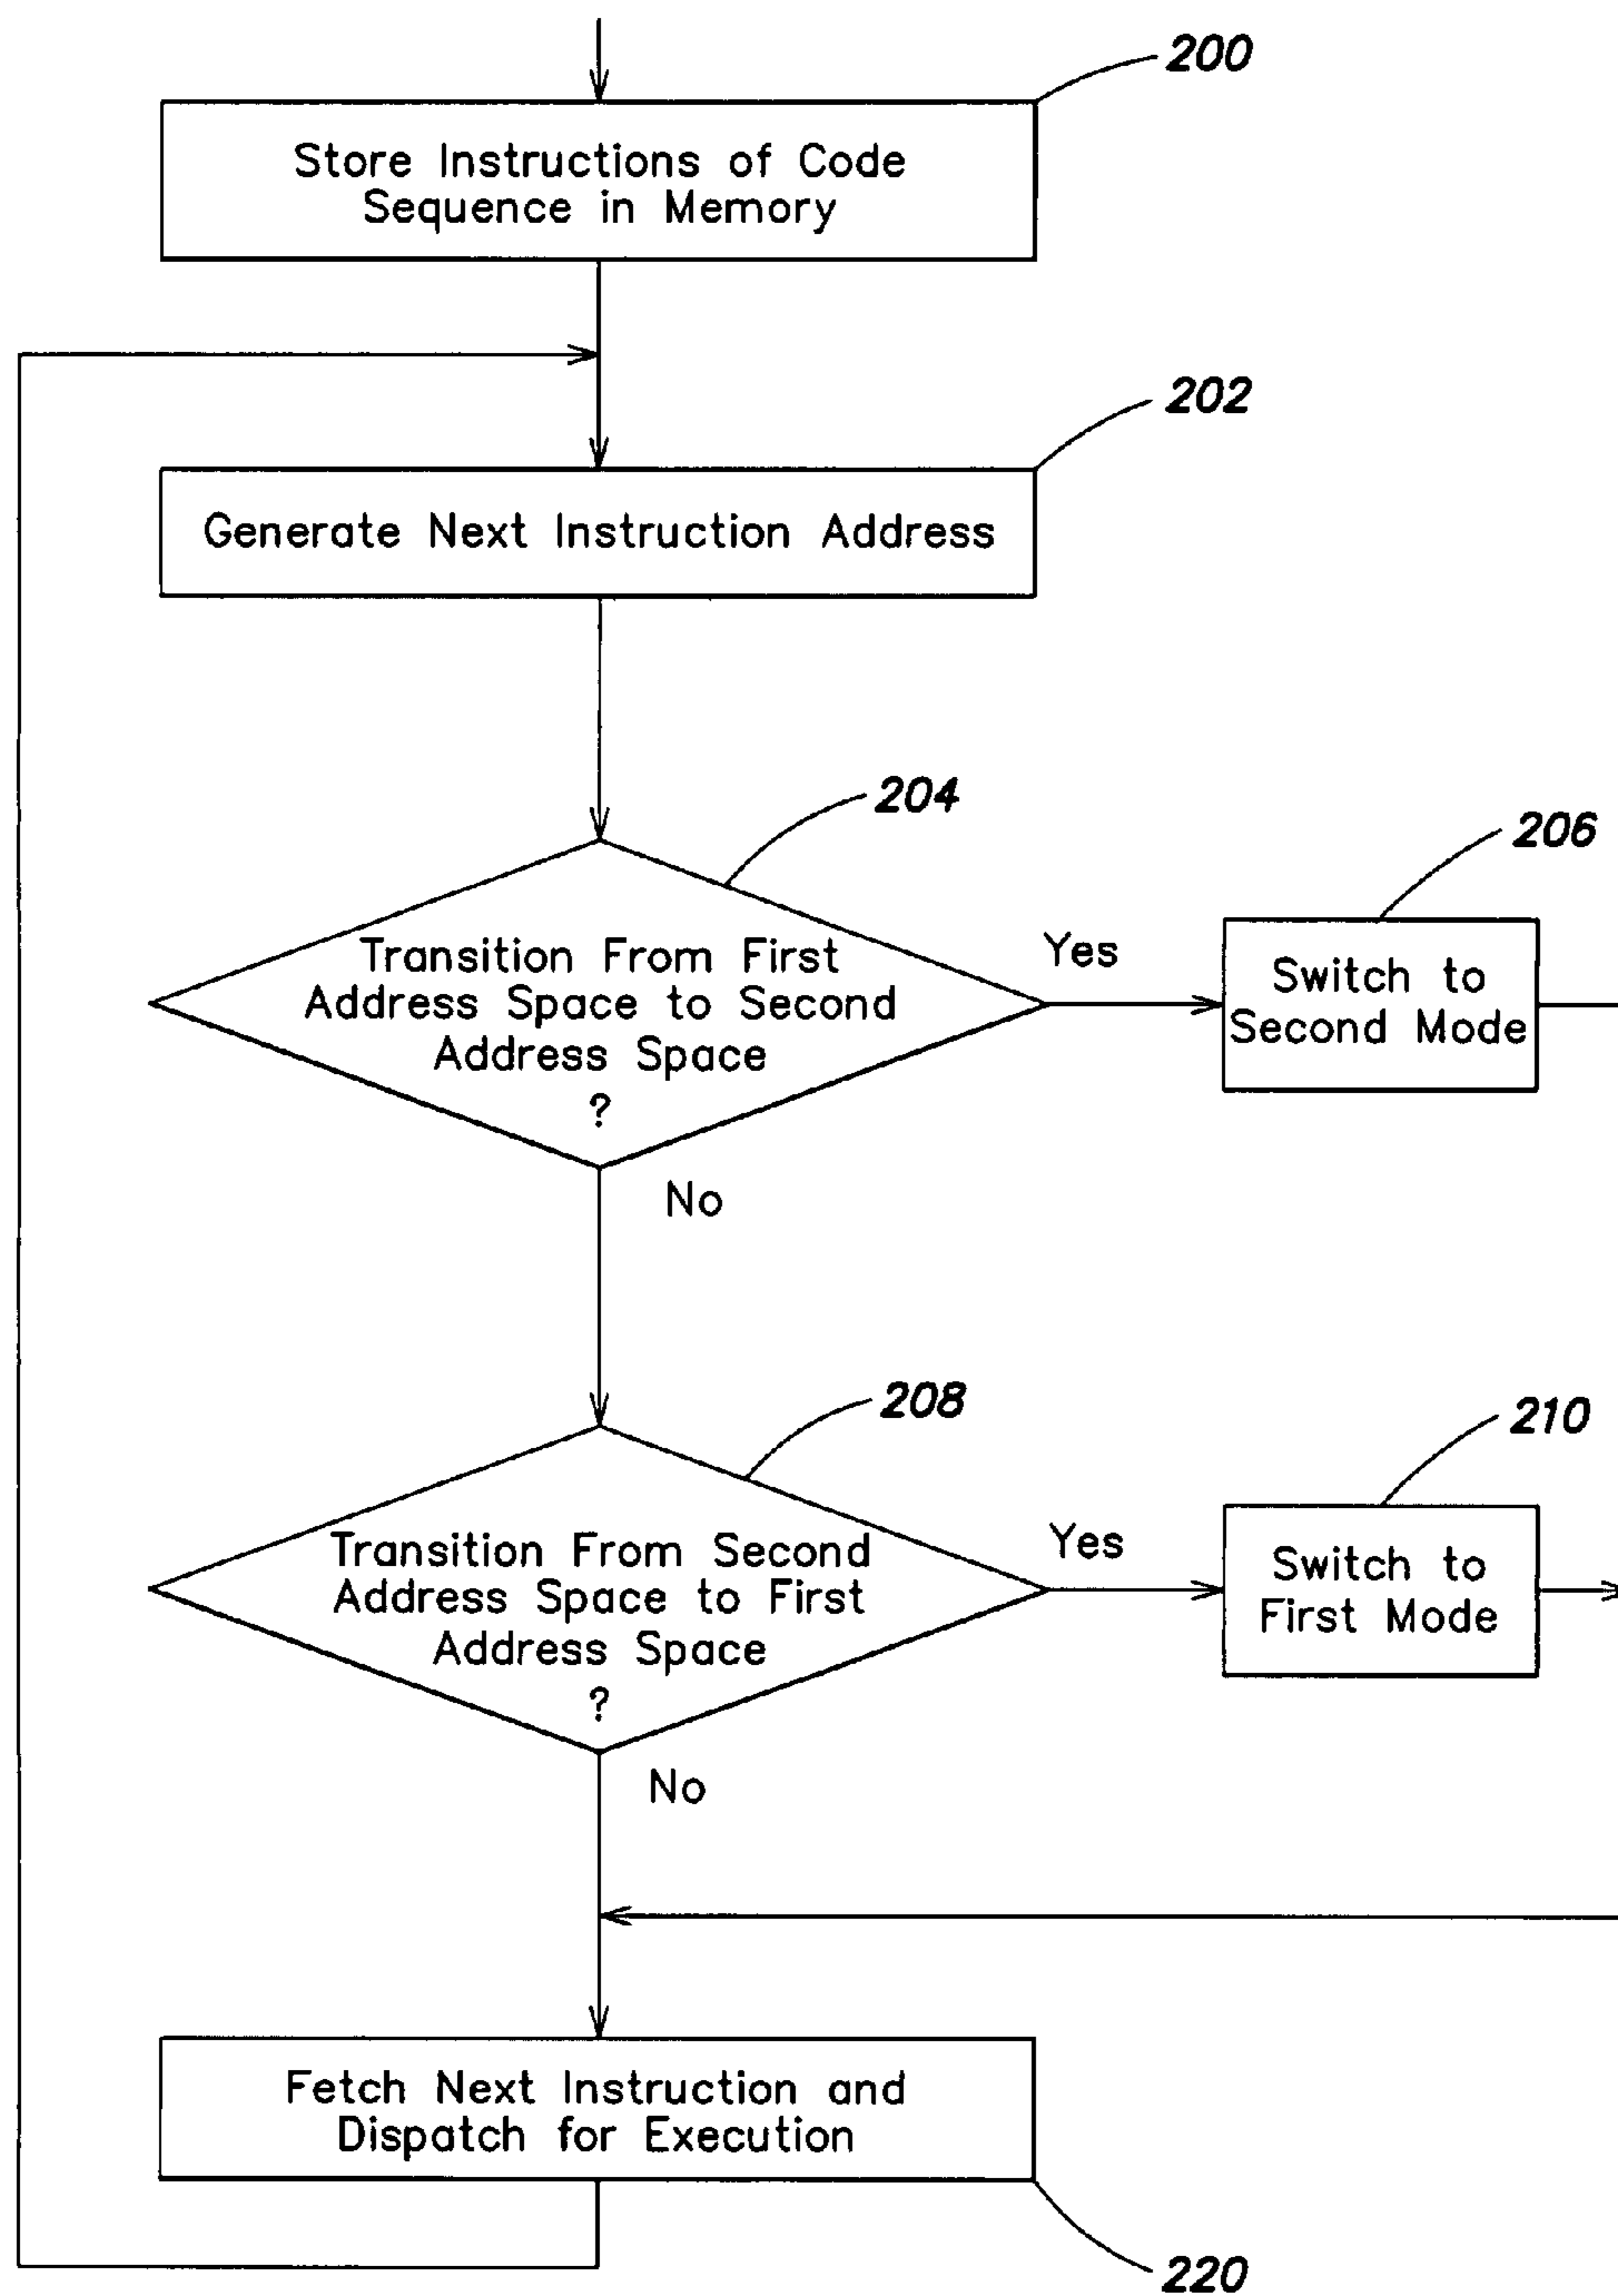 200
Store Instructions of Code
Sequence in Memory
202
Generate Next Instruction Address
204
Transition From First
Address Space to Second
Address Space
?
Yes
206
Switch to
Second Mode
No
208
Transition From Second
Address Space to First
Address Space
?
Yes
210
Switch to
First Mode
No
Fetch Next Instruction and
Dispatch for Execution
220